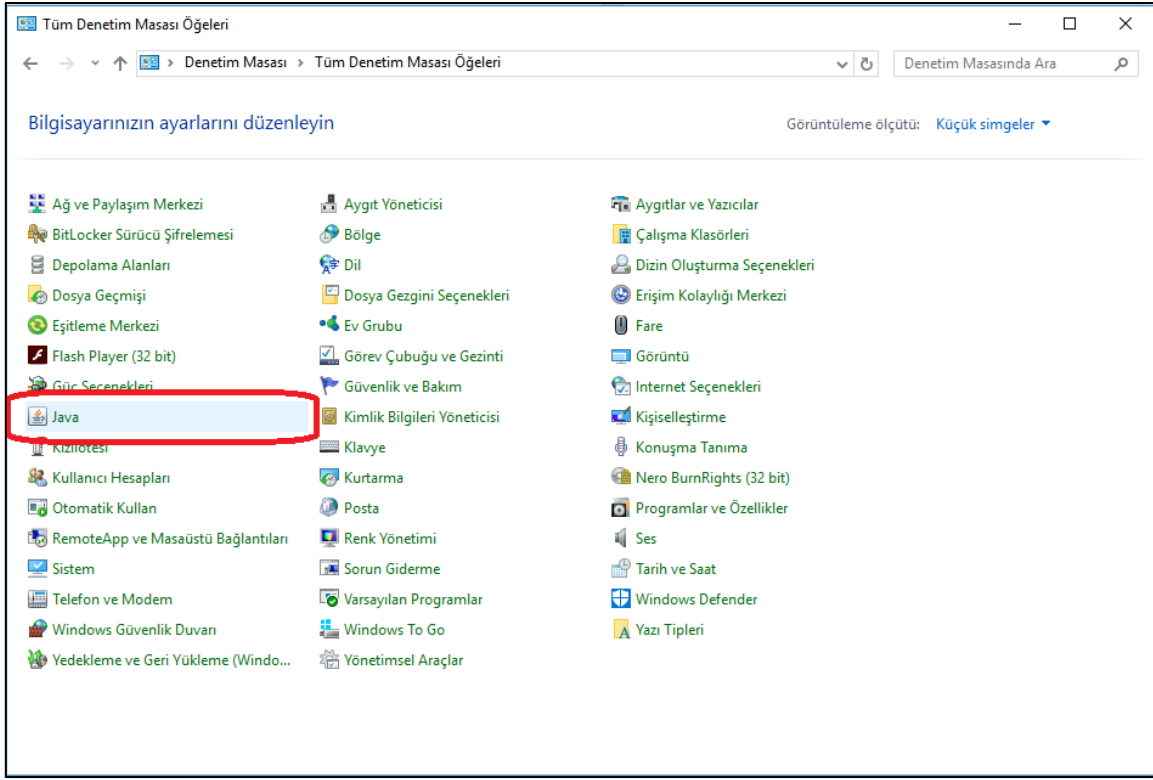 Tüm Denetim Masası Öğeleri
Denetim Masası > Tüm Denetim Masası Öğeleri
Denetim Masasında Ara
Bilgisayarınızın ayarlarını düzenleyin
Görüntüleme ölçütü: Küçük simgeler
Ağ ve Paylaşım Merkezi
Aygıt Yöneticisi
Aygıtlar ve Yazıcılar
BitLocker Sürücü Şifrelemesi
Bölge
Çalışma Klasörleri
Depolama Alanları
Dil
Dizin Oluşturma Seçenekleri
Dosya Geçmişi
Dosya Gezgini Seçenekleri
Erişim Kolaylığı Merkezi
Eşitleme Merkezi
Ev Grubu
Fare
Flash Player (32 bit)
Görev Çubuğu ve Gezinti
Görüntü
Güç Seçenekleri
Güvenlik ve Bakım
Internet Seçenekleri
Java
Kimlik Bilgileri Yöneticisi
Kişiselleştirme
Kızılötesi
Klavye
Konuşma Tanıma
Kullanıcı Hesapları
Kurtarma
Nero BurnRights (32 bit)
Otomatik Kullan
Posta
Programlar ve Özellikler
RemoteApp ve Masaüstü Bağlantıları
Renk Yönetimi
Ses
Sistem
Sorun Giderme
Tarih ve Saat
Telefon ve Modem
Varsayılan Programlar
Windows Defender
Windows Güvenlik Duvarı
Windows To Go
Yazı Tipleri
Yedekleme ve Geri Yükleme (Windo...
Yönetimsel Araçlar